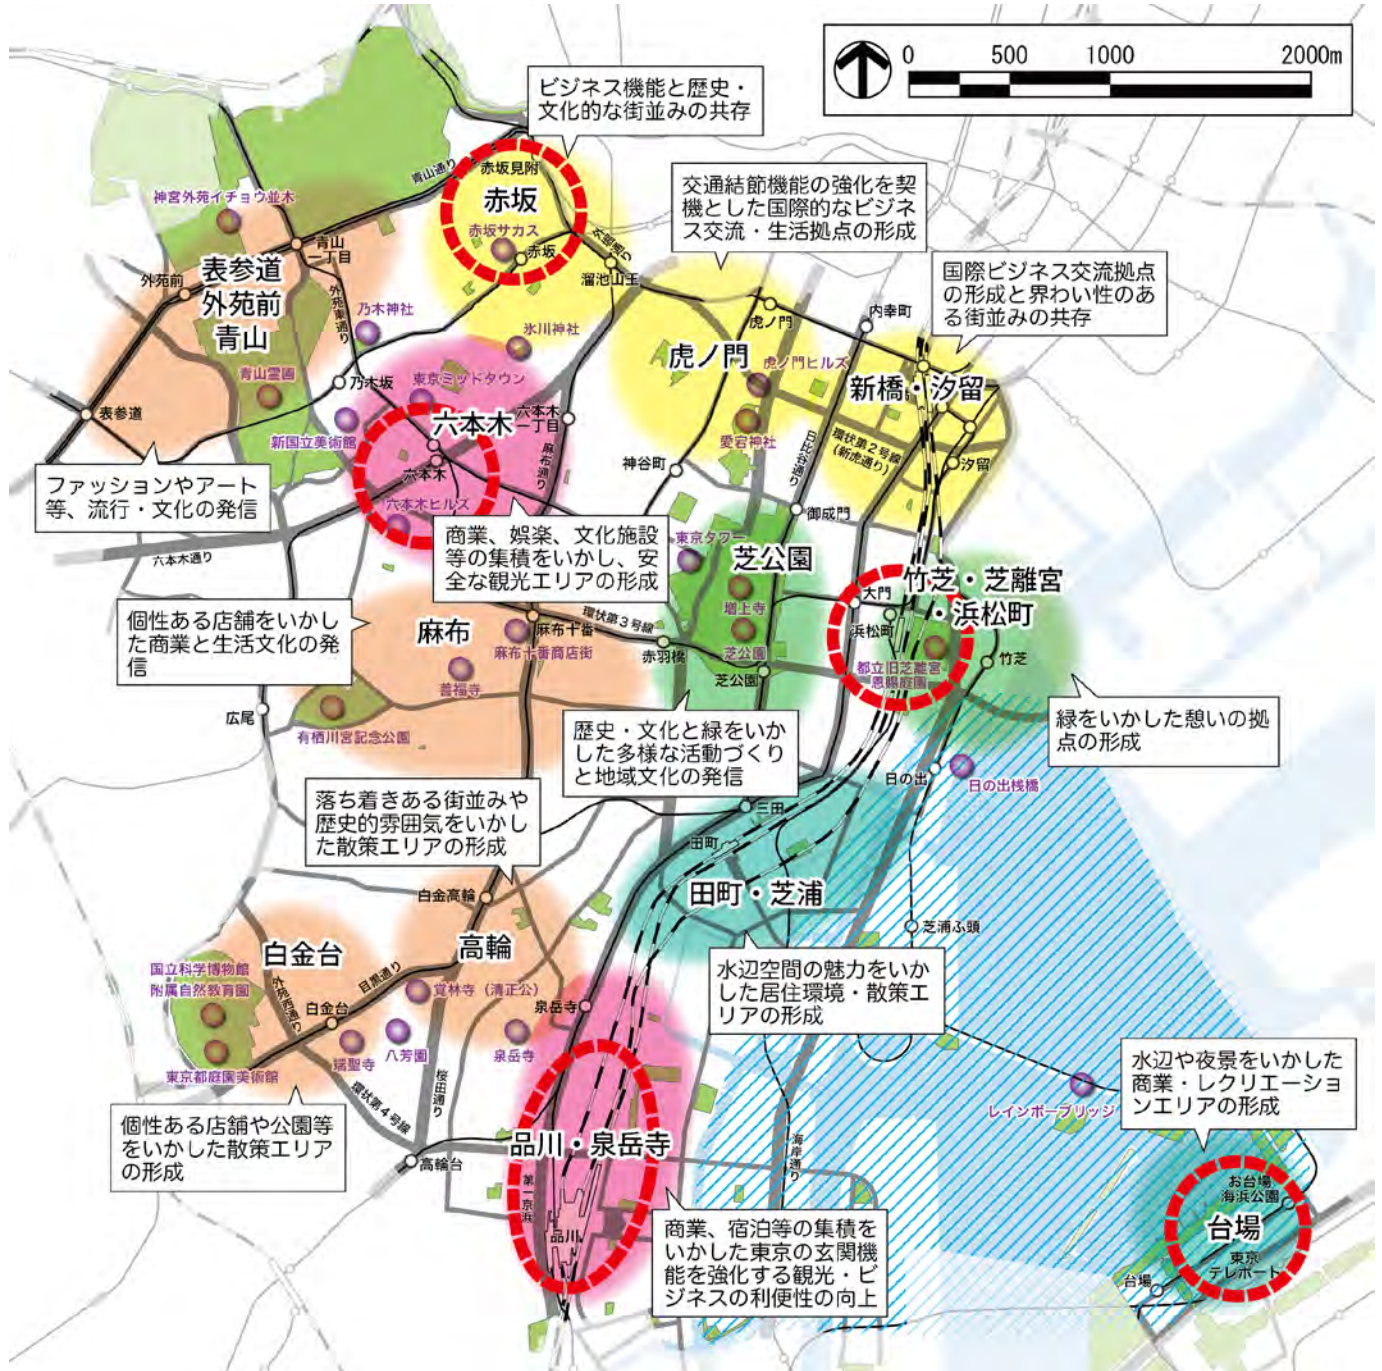 0 500 1000 2000m
ビジネス機能と歴史・
文化的な街並みの共存
交通結節機能の強化を契
機とした国際的なビジネ
ス交流・生活拠点の形成
国際ビジネス交流拠点
の形成と界わい性のあ
る街並みの共存
青山通り
赤坂見附
赤坂
赤坂サカス
赤坂
外堀通り
溜池山王
神宮外苑イチョウ並木
青山
一丁目
外苑前
表参道
外苑前
青山
外苑東通り
乃木神社
氷川神社
青山霊園
乃木坂
東京ミッドタウン
表参道
新国立美術館
六本木
六本木
一丁目
六本木
麻布通り
六本木ヒルズ
六本木通り
虎ノ門
内幸町
虎ノ門
虎ノ門ヒルズ
新橋・汐留
愛宕神社
神谷町
日比谷通り
環状第2号線
(新虎通り)
汐留
御成門
ファッションやアート
等、流行・文化の発信
商業、娯楽、文化施設
等の集積をいかし、安
全な観光エリアの形成
東京タワー
芝公園
増上寺
芝公園
芝公園
大門
竹芝・芝離宮
・浜松町
浜松町
都立旧芝離宮
恩賜庭園
竹芝
個性ある店舗をいかし
た商業と生活文化の発
信
麻布
麻布十番
麻布十番商店街
環状第3号線
赤羽橋
善福寺
広尾
有栖川宮記念公園
歴史・文化と緑をいか
した多様な活動づくり
と地域文化の発信
緑をいかした憩いの拠
点の形成
日の出
日の出桟橋
落ち着きある街並みや
歴史的雰囲気をいかし
た散策エリアの形成
三田
田町
田町・芝浦
芝浦ふ頭
白金高輪
白金台
高輪
国立科学博物館
附属自然教育園
外苑西通り
目黒通り
白金台
覚林寺(清正公)
泉岳寺
八芳園
瑞聖寺
泉岳寺
東京都庭園美術館
環状第4号線
桜田通り
水辺空間の魅力をいか
した居住環境・散策エ
リアの形成
個性ある店舗や公園等
をいかした散策エリア
の形成
高輪台
品川・泉岳寺
第一京浜
品川
海岸通り
レインボーブリッジ
水辺や夜景をいかした
商業・レクリエーショ
ンエリアの形成
商業、宿泊等の集積を
いかした東京の玄関機
能を強化する観光・ビ
ジネスの利便性の向上
お台場
海浜公園
台場
東京
テレポート
台場